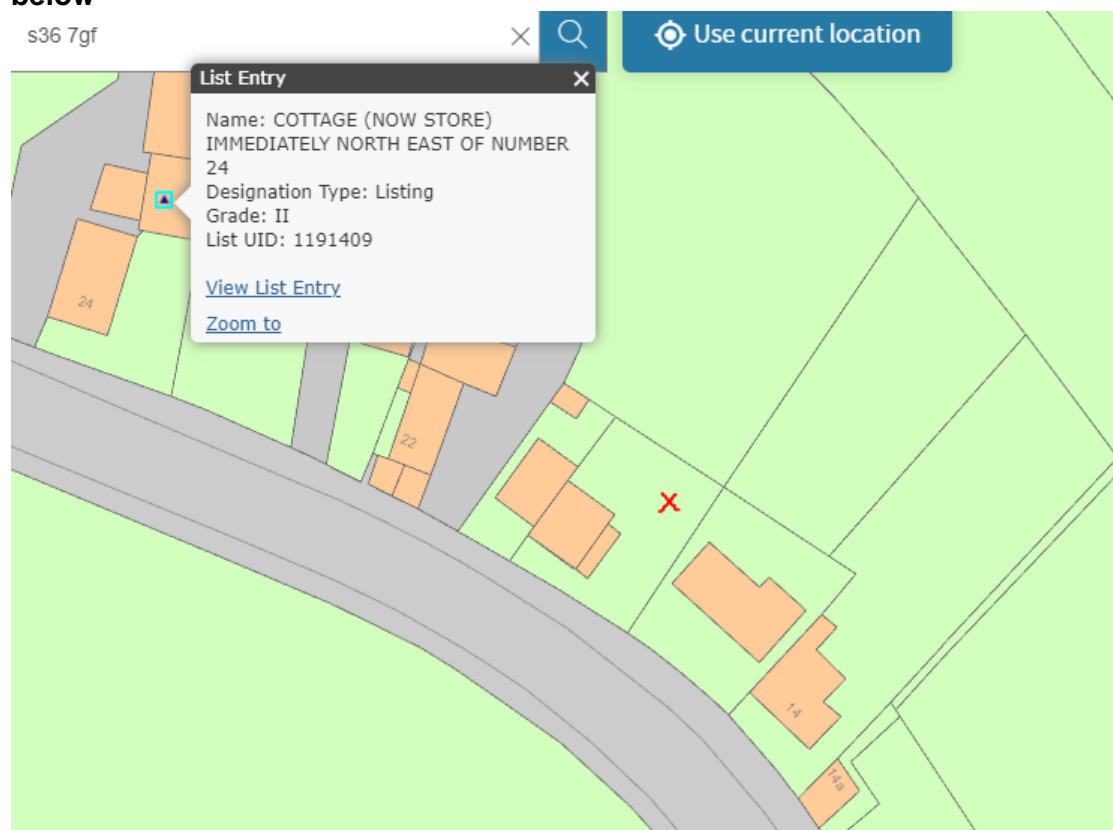 below
s36 7gf
Use current location
List Entry
Name: COTTAGE (NOW STORE)
IMMEDIATELY NORTH EAST OF NUMBER
24
Designation Type: Listing
Grade: II
List UID: 1191409
View List Entry
Zoom to
24
22
14
14a